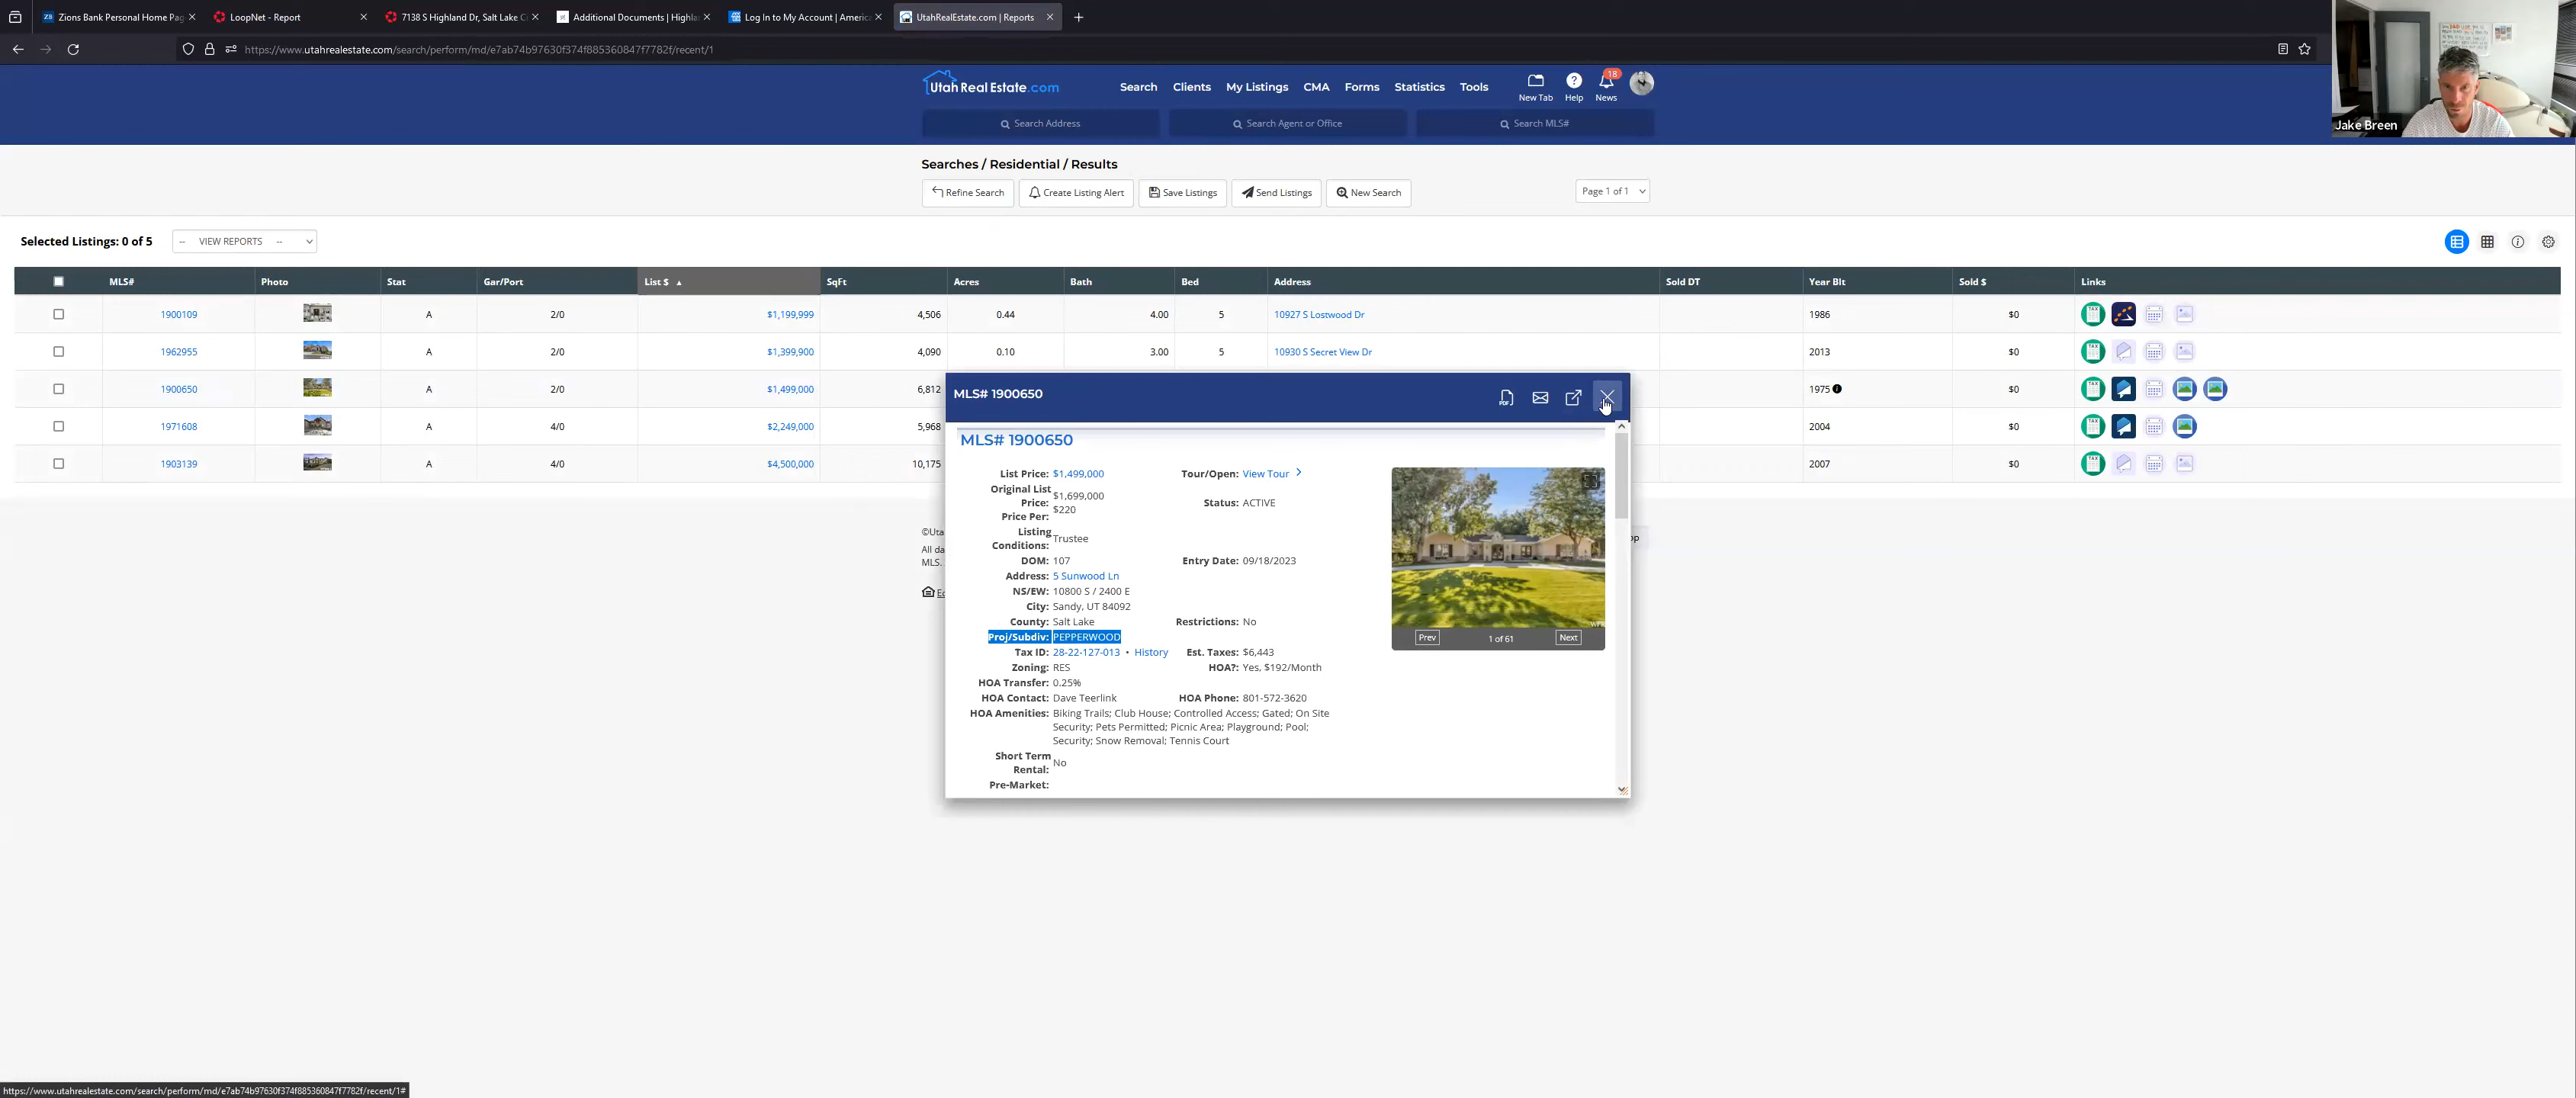 Zions Bank Personal Home Pag
LoopNet - Report
7138 S Highland Dr, Salt Lake Ci
Additional Documents | Highla
Log In to My Account | America
UtahRealEstate.com | Reports
https://www.utahrealestate.com/search/perform/md/e7ab74b97630f374f885360847f7782f/recent/1
Jake Breen
Utah Real Estate.com
Search Clients My Listings CMA Forms Statistics Tools
New Tab Help 18 News
Search Address Search Agent or Office Search MLS#
Searches / Residential / Results
Refine Search Create Listing Alert Save Listings Send Listings New Search Page 1 of 1
Selected Listings: 0 of 5 -- VIEW REPORTS --
MLS# Photo Stat Gar/Port List $ SqFt Acres Bath Bed Address Sold DT Year Blt Sold $ Links
1900109 A 2/0 $1,199,999 4,506 0.44 4.00 5 10927 S Lostwood Dr 1986 $0 TAX
1962955 A 2/0 $1,399,900 4,090 0.10 3.00 5 10930 S Secret View Dr 2013 $0 TAX
1900650 A 2/0 $1,499,000 6,812 1975 $0 TAX
1971608 A 4/0 $2,249,000 5,968 2004 $0 TAX
1903139 A 4/0 $4,500,000 10,175 2007 $0 TAX
MLS# 1900650
PDF
MLS# 1900650
List Price: $1,499,000 Tour/Open: View Tour
Original List Price: $1,699,000 Status: ACTIVE
Price Per: $220
Listing Conditions: Trustee
DOM: 107 Entry Date: 09/18/2023
Address: 5 Sunwood Ln
NS/EW: 10800 S / 2400 E
City: Sandy, UT 84092
County: Salt Lake Restrictions: No
Proj/Subdiv: PEPPERWOOD
Tax ID: 28-22-127-013 • History Est. Taxes: $6,443
Zoning: RES HOA?: Yes, $192/Month
HOA Transfer: 0.25%
HOA Contact: Dave Teerlink HOA Phone: 801-572-3620
HOA Amenities: Biking Trails; Club House; Controlled Access; Gated; On Site
Security; Pets Permitted; Picnic Area; Playground; Pool;
Security; Snow Removal; Tennis Court
Short Term Rental: No
Pre-Market:
Prev 1 of 61 Next
©Uta
All da
MLS.
Ec
op
https://www.utahrealestate.com/search/perform/md/e7ab74b97630f374f885360847f7782f/recent/1#